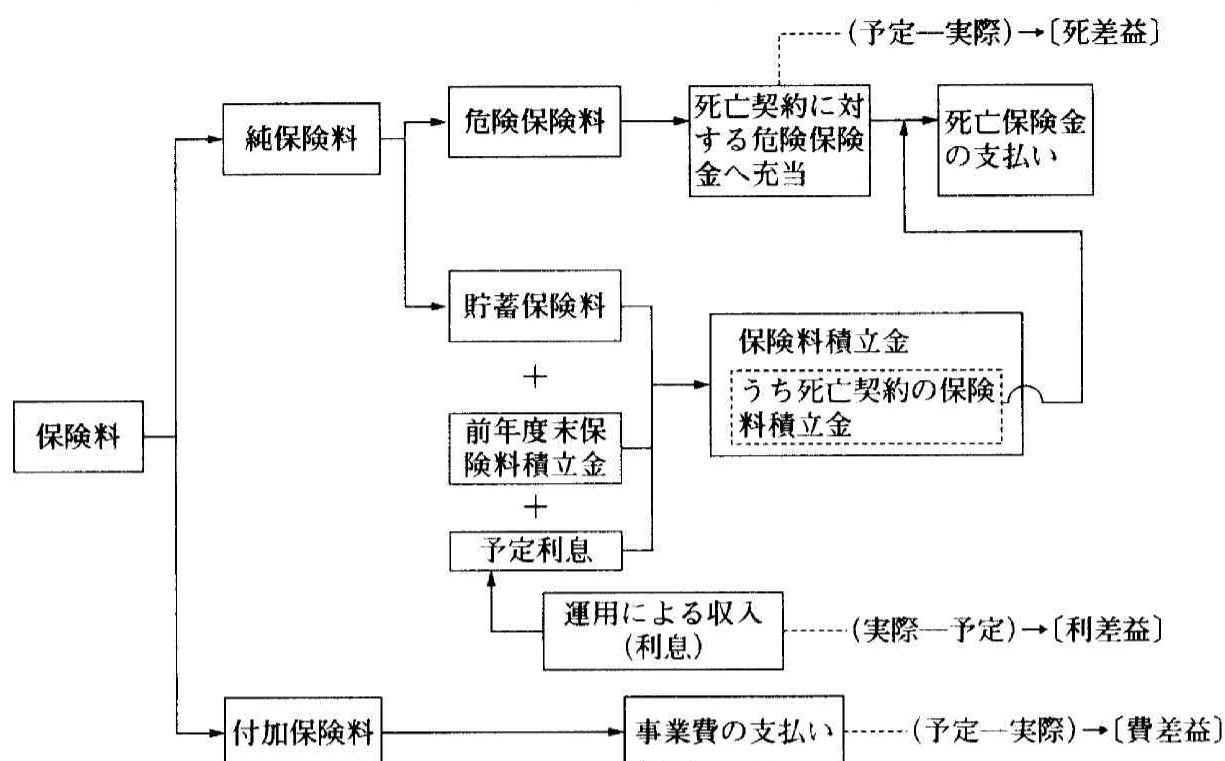 (予定—実際)→〔死差益〕
純保険料
危険保険料
死亡契約に対
する危険保険
金へ充当
死亡保険金
の支払い
貯蓄保険料
+
前年度末保
険料積立金
+
予定利息
保険料積立金
うち死亡契約の保険
料積立金
保険料
運用による収入
(利息)
(実際—予定)→〔利差益〕
付加保険料
事業費の支払い
(予定—実際)→〔費差益〕